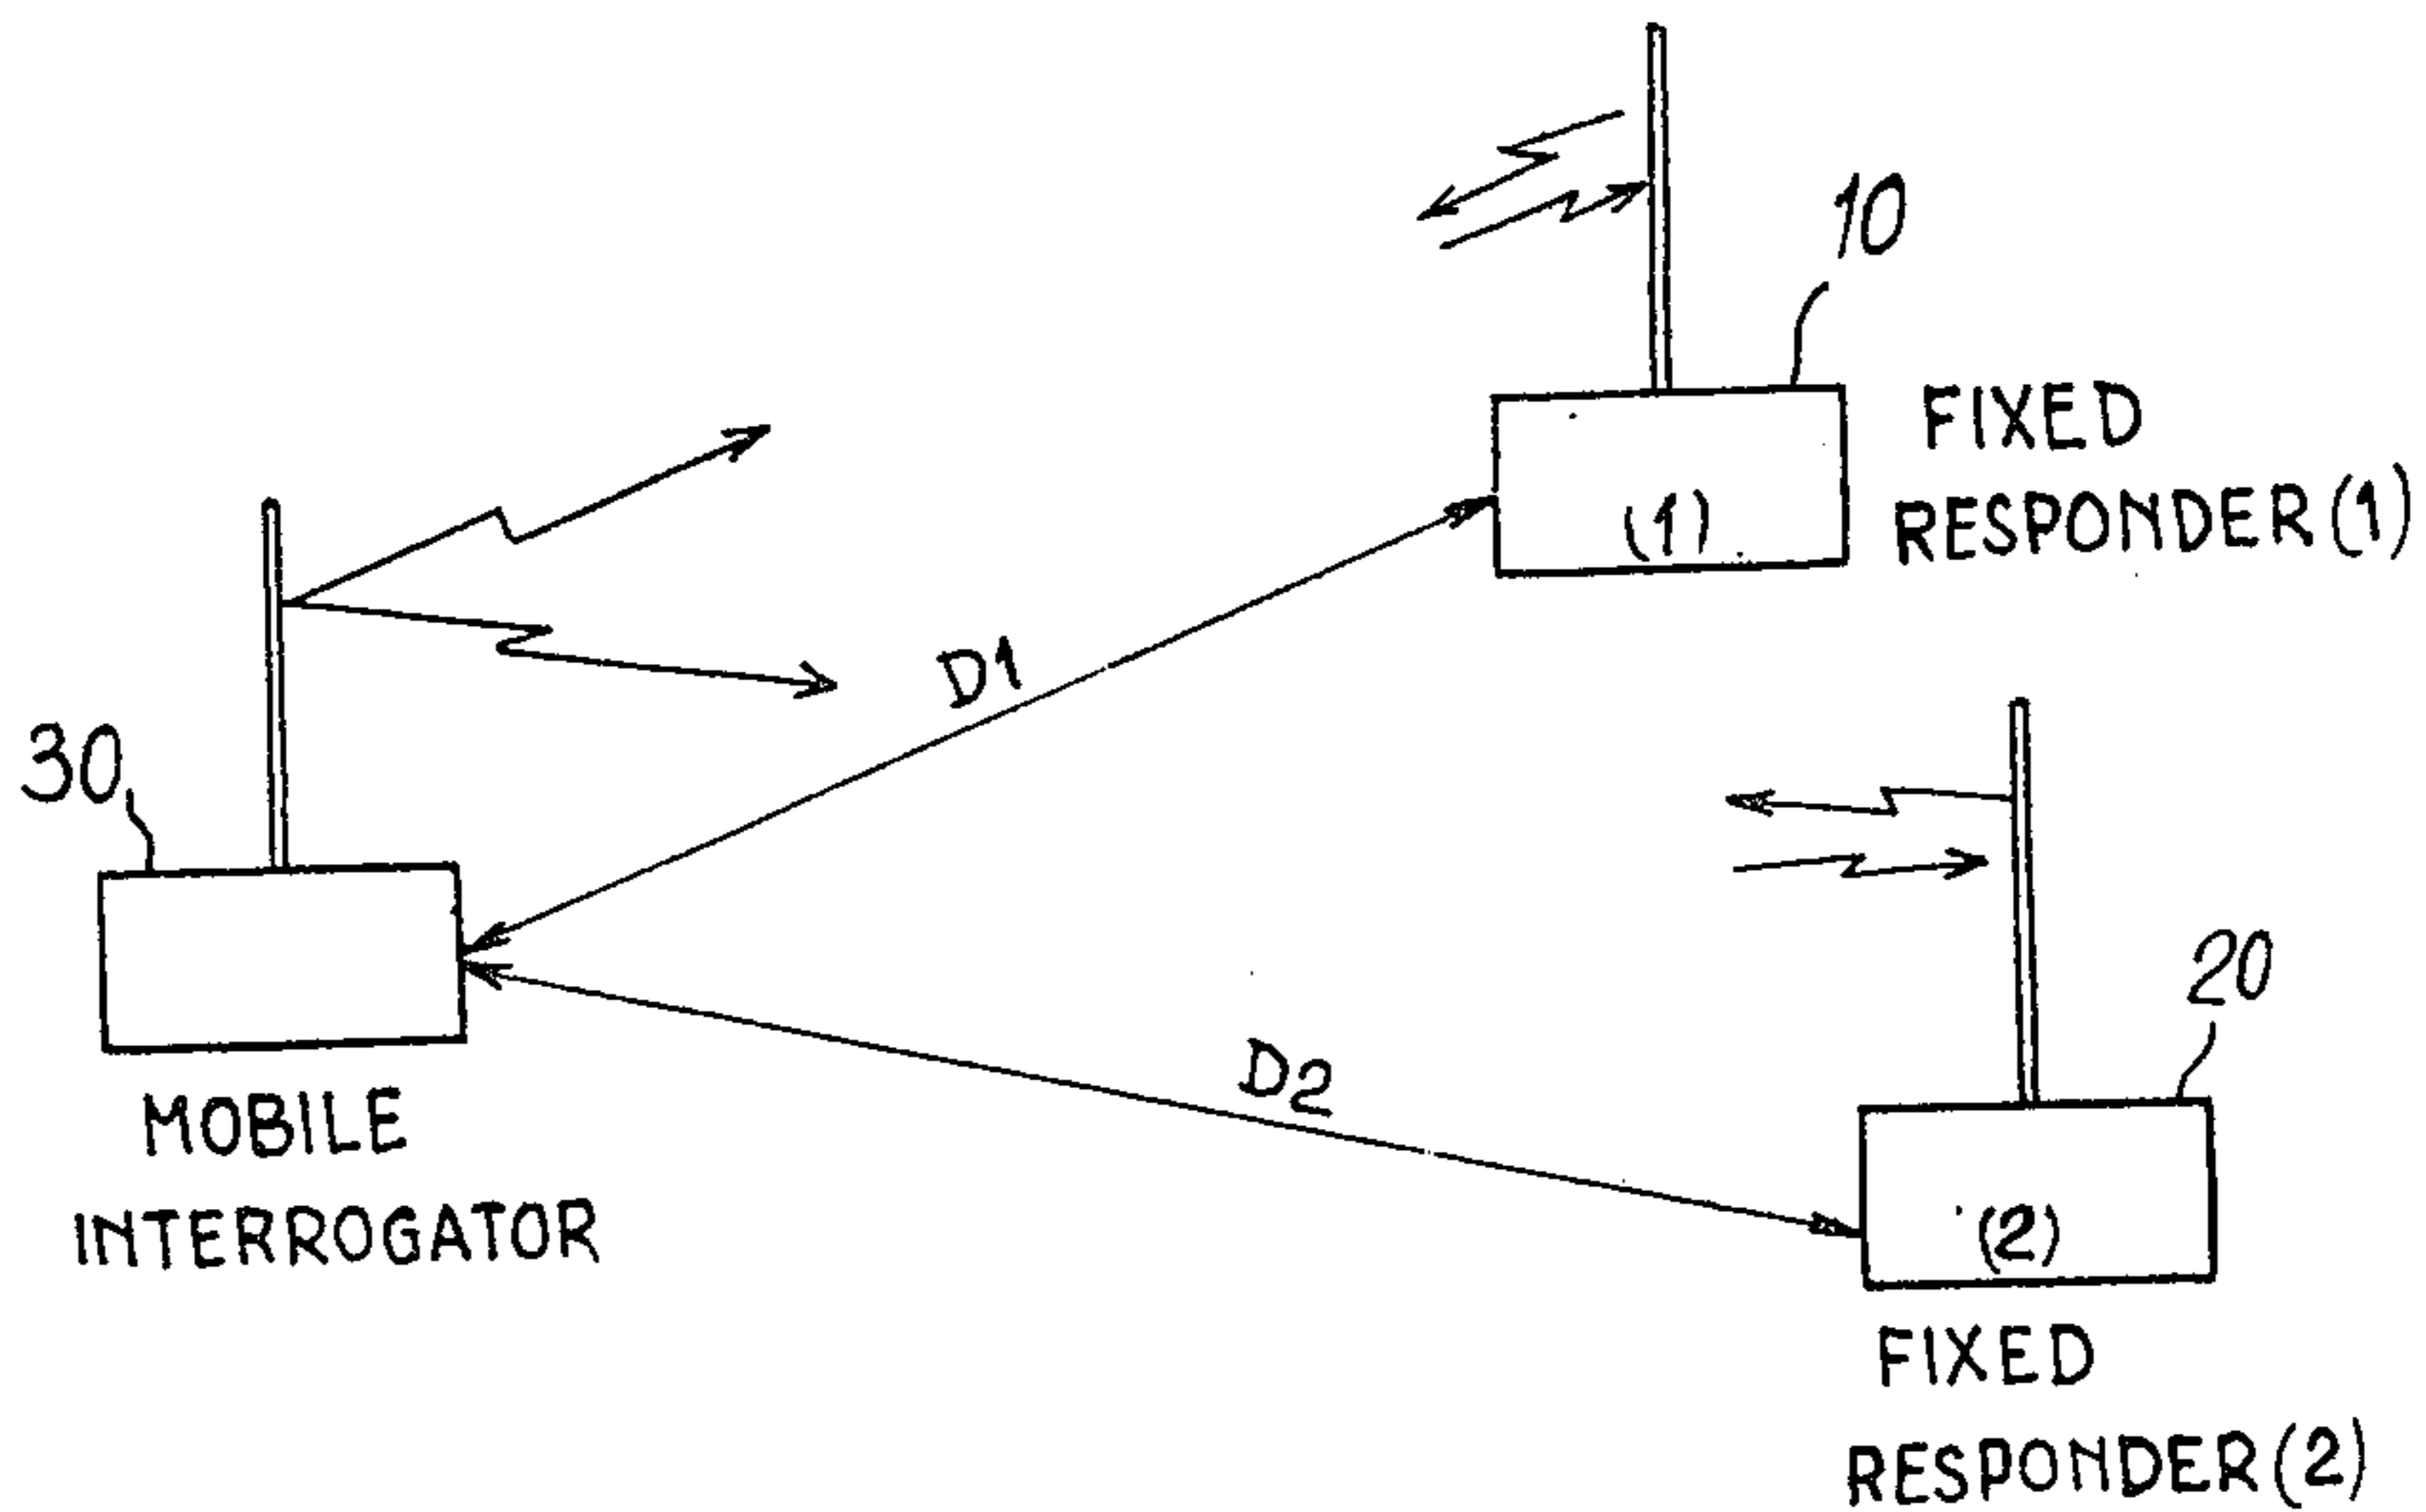 10
FIXED
RESPONDER (1)
(1)
D1
30
MOBILE
INTERROGATOR
D2
20
(2)
FIXED
RESPONDER (2)